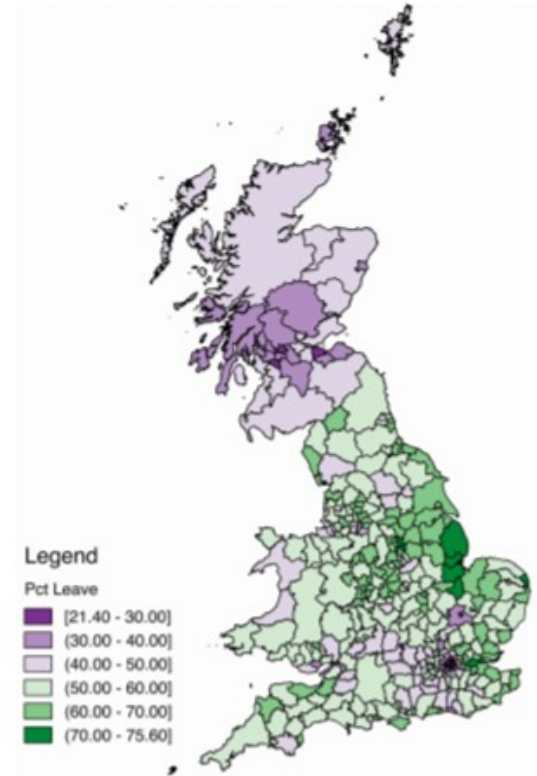 Legend
Pct Leave
[21.40 - 30.00]
(30.00 - 40.00]
(40.00 - 50.00]
(50.00 - 60.00]
(60.00 - 70.00]
(70.00 - 75.60]